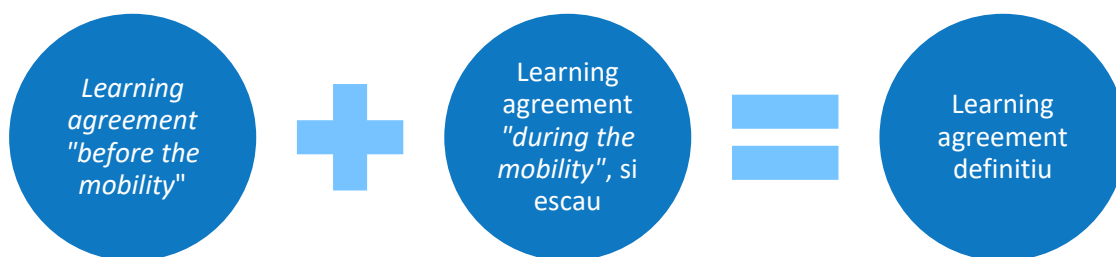 Learning
agreement
"before the
mobility"
Learning
agreement
"during the
mobility", si
escau
Learning
agreement
definitiu